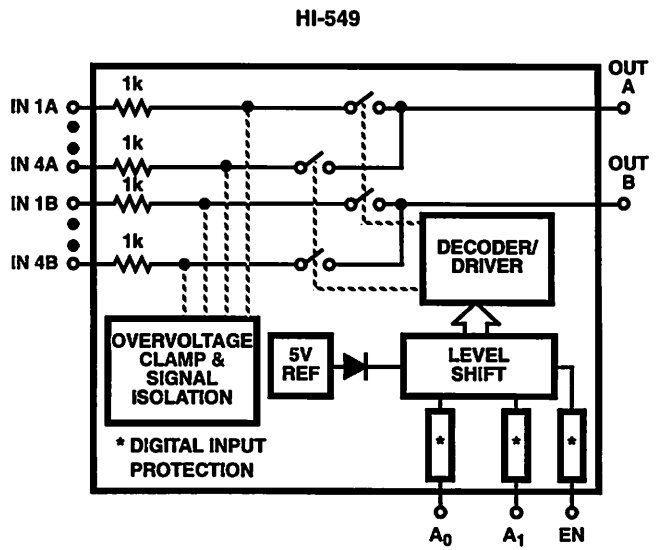 HI-549
OUT
A
1k
IN 1A
1k
IN 4A
1k
OUT
B
IN 1B
1k
IN 4B
DECODER/
DRIVER
OVERVOLTAGE
CLAMP &
SIGNAL
ISOLATION
5V
REF
LEVEL
SHIFT
* DIGITAL INPUT
PROTECTION
* * *
A0 A1 EN